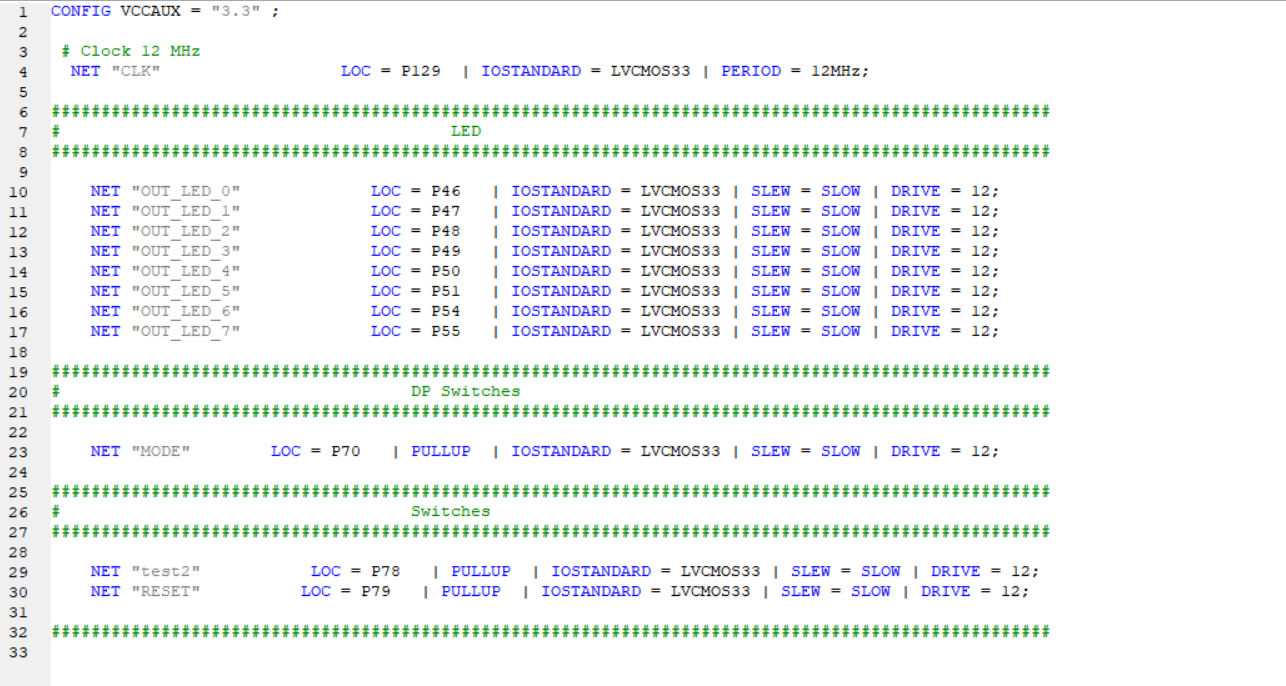 1 CONFIG VCCAUX = "3.3" ;
2
3 # Clock 12 MHz
4 NET "CLK" LOC = P129 | IOSTANDARD = LVCMOS33 | PERIOD = 12MHz;
5
6 ####################################################################################################
7 # LED
8 ####################################################################################################
9
10 NET "OUT_LED_0" LOC = P46 | IOSTANDARD = LVCMOS33 | SLEW = SLOW | DRIVE = 12;
11 NET "OUT_LED_1" LOC = P47 | IOSTANDARD = LVCMOS33 | SLEW = SLOW | DRIVE = 12;
12 NET "OUT_LED_2" LOC = P48 | IOSTANDARD = LVCMOS33 | SLEW = SLOW | DRIVE = 12;
13 NET "OUT_LED_3" LOC = P49 | IOSTANDARD = LVCMOS33 | SLEW = SLOW | DRIVE = 12;
14 NET "OUT_LED_4" LOC = P50 | IOSTANDARD = LVCMOS33 | SLEW = SLOW | DRIVE = 12;
15 NET "OUT_LED_5" LOC = P51 | IOSTANDARD = LVCMOS33 | SLEW = SLOW | DRIVE = 12;
16 NET "OUT_LED_6" LOC = P54 | IOSTANDARD = LVCMOS33 | SLEW = SLOW | DRIVE = 12;
17 NET "OUT_LED_7" LOC = P55 | IOSTANDARD = LVCMOS33 | SLEW = SLOW | DRIVE = 12;
18
19 ####################################################################################################
20 # DP Switches
21 ####################################################################################################
22
23 NET "MODE" LOC = P70 | PULLUP | IOSTANDARD = LVCMOS33 | SLEW = SLOW | DRIVE = 12;
24
25 ####################################################################################################
26 # Switches
27 ####################################################################################################
28
29 NET "test2" LOC = P78 | PULLUP | IOSTANDARD = LVCMOS33 | SLEW = SLOW | DRIVE = 12;
30 NET "RESET" LOC = P79 | PULLUP | IOSTANDARD = LVCMOS33 | SLEW = SLOW | DRIVE = 12;
31
32 ####################################################################################################
33